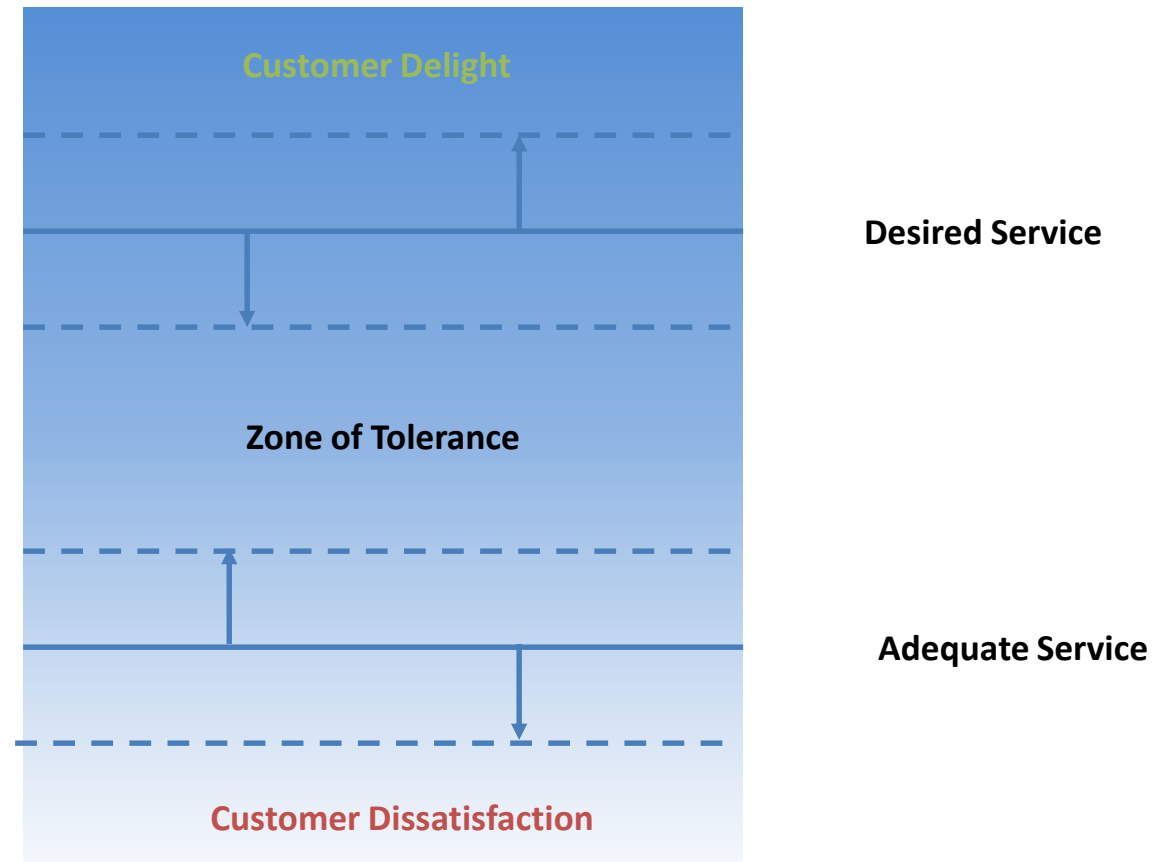 Customer Delight
Desired Service
Zone of Tolerance
Adequate Service
Customer Dissatisfaction